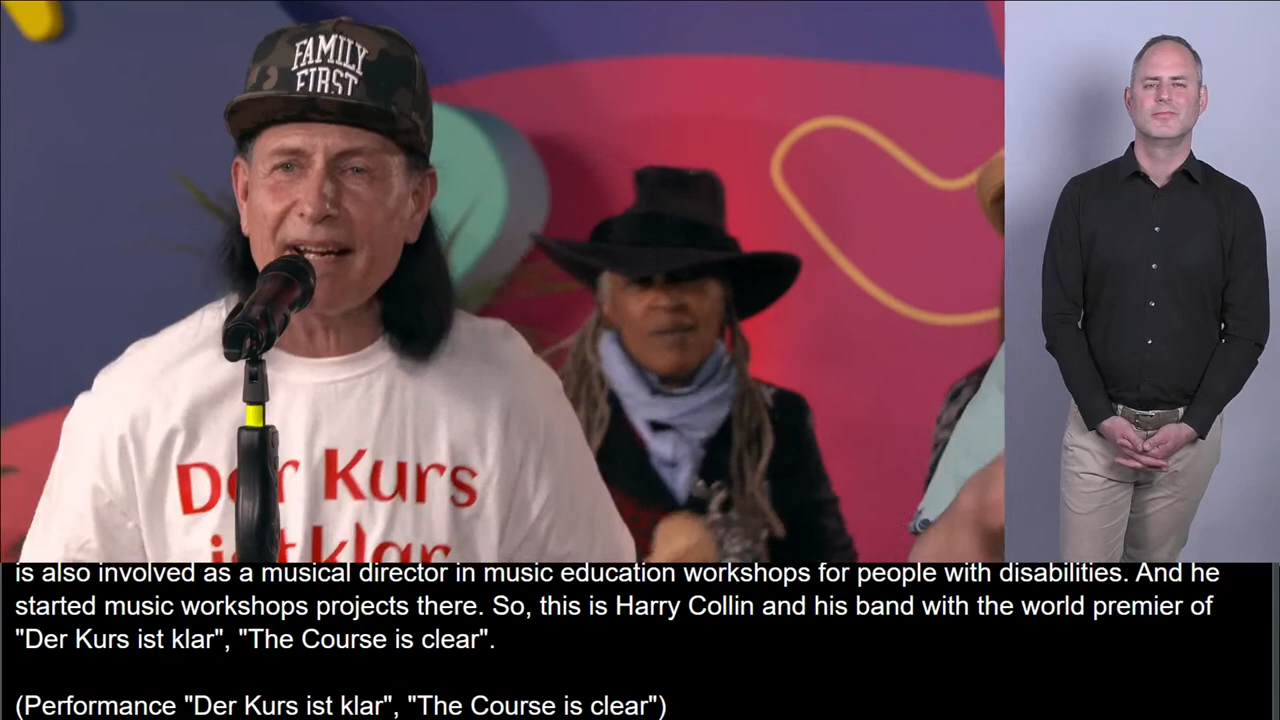 FAMILY
FIRST
Der Kurs
ist klar
is also involved as a musical director in music education workshops for people with disabilities. And he
started music workshops projects there. So, this is Harry Collin and his band with the world premier of
"Der Kurs ist klar", "The Course is clear".
(Performance "Der Kurs ist klar", "The Course is clear")